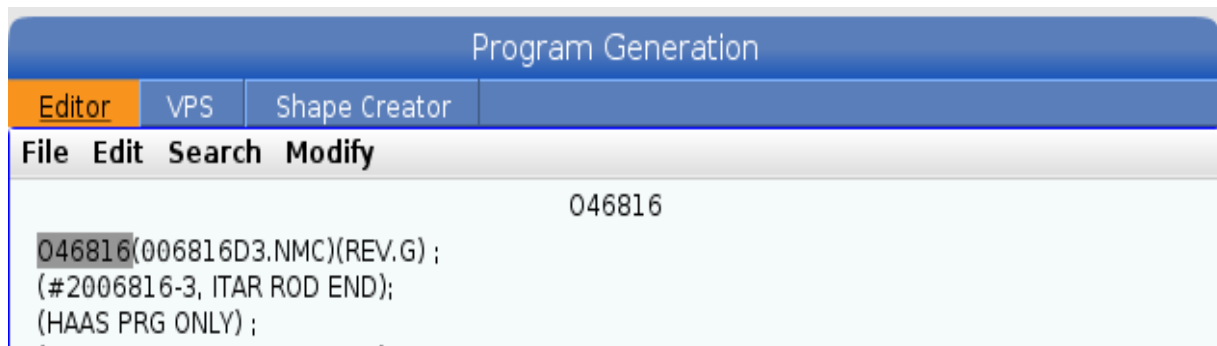 Program Generation
Editor VPS Shape Creator
File Edit Search Modify
O46816
O46816(006816D3.NMC)(REV.G) ;
(#2006816-3, ITAR ROD END);
(HAAS PRG ONLY) ;